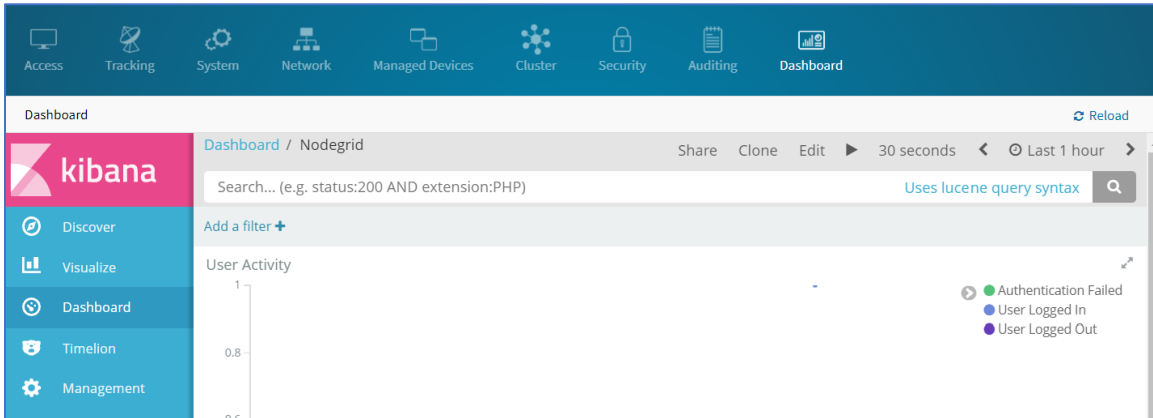 Access Tracking System Network Managed Devices Cluster Security Auditing Dashboard
Dashboard Reload
kibana
Discover
Visualize
Dashboard
Timelion
Management
Dashboard / Nodegrid Share Clone Edit 30 seconds Last 1 hour
Search... (e.g. status:200 AND extension:PHP) Uses lucene query syntax
Add a filter
User Activity
1
0.8
Authentication Failed
User Logged In
User Logged Out